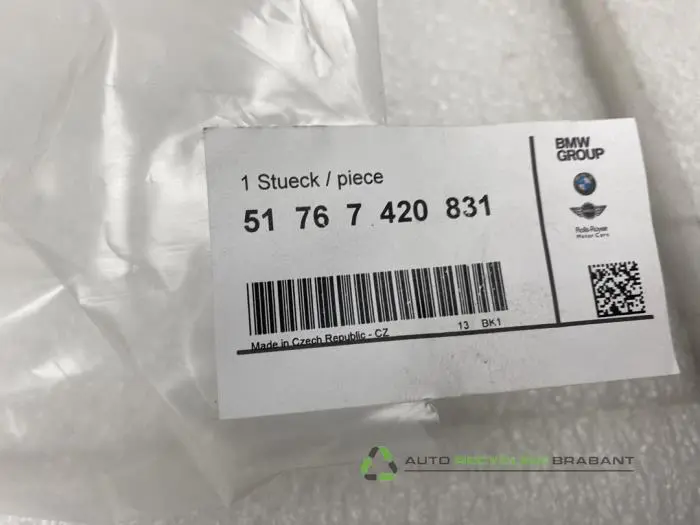 1 Stueck / piece
51 76 7 420 831
Made in Czech Republic - CZ
13 BK1
BMW
GROUP
Rolls-Royce
Motor Cars
AUTO RECYCLING BRABANT